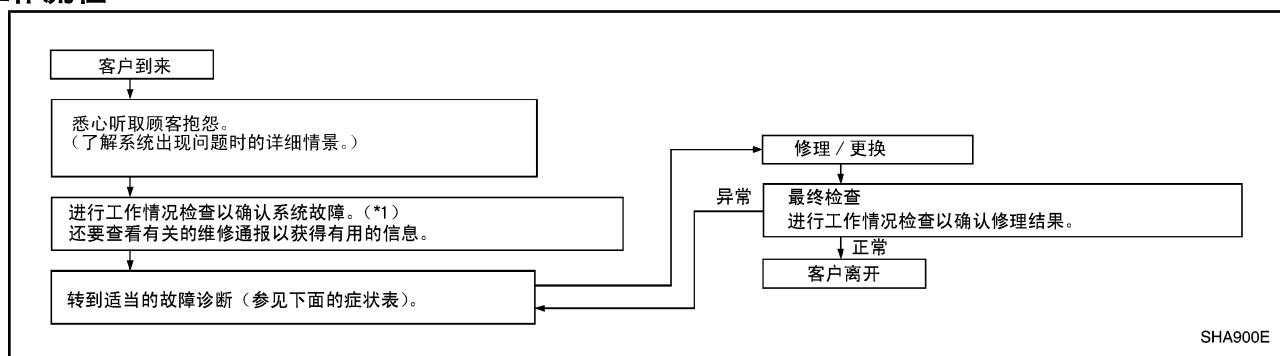 客户到来
悉心听取顾客抱怨。
（了解系统出现问题时的详细情景。）
进行工作情况检查以确认系统故障。（*1）
还要查看有关的维修通报以获得有用的信息。
转到适当的故障诊断（参见下面的症状表）。
修理／更换
异常
最终检查
进行工作情况检查以确认修理结果。
正常
客户离开
SHA900E